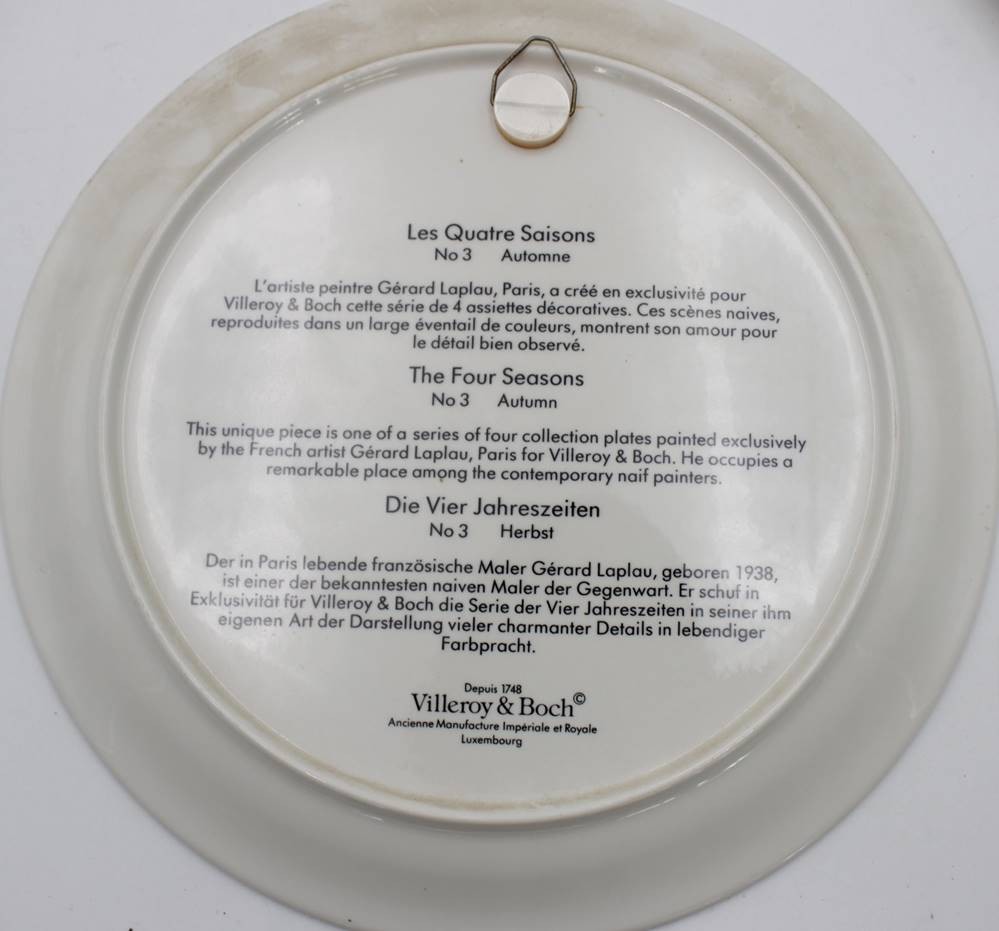 Les Quatre Saisons
No 3 Automne
L'artiste peintre Gérard Laplau, Paris, a créé en exclusivité pour
Villeroy & Boch cette série de 4 assiettes décoratives. Ces scènes naives,
reproduites dans un large éventail de couleurs, montrent son amour pour
le détail bien observé.
The Four Seasons
No 3 Autumn
This unique piece is one of a series of four collection plates painted exclusively
by the French artist Gérard Laplau, Paris for Villeroy & Boch. He occupies a
remarkable place among the contemporary naif painters.
Die Vier Jahreszeiten
No 3 Herbst
Der in Paris lebende französische Maler Gérard Laplau, geboren 1938,
ist einer der bekanntesten naiven Maler der Gegenwart. Er schuf in
Exklusivität für Villeroy & Boch die Serie der Vier Jahreszeiten in seiner ihm
eigenen Art der Darstellung vieler charmanter Details in lebendiger
Farbpracht.
Depuis 1748
Villeroy & Boch©
Ancienne Manufacture Impériale et Royale
Luxembourg